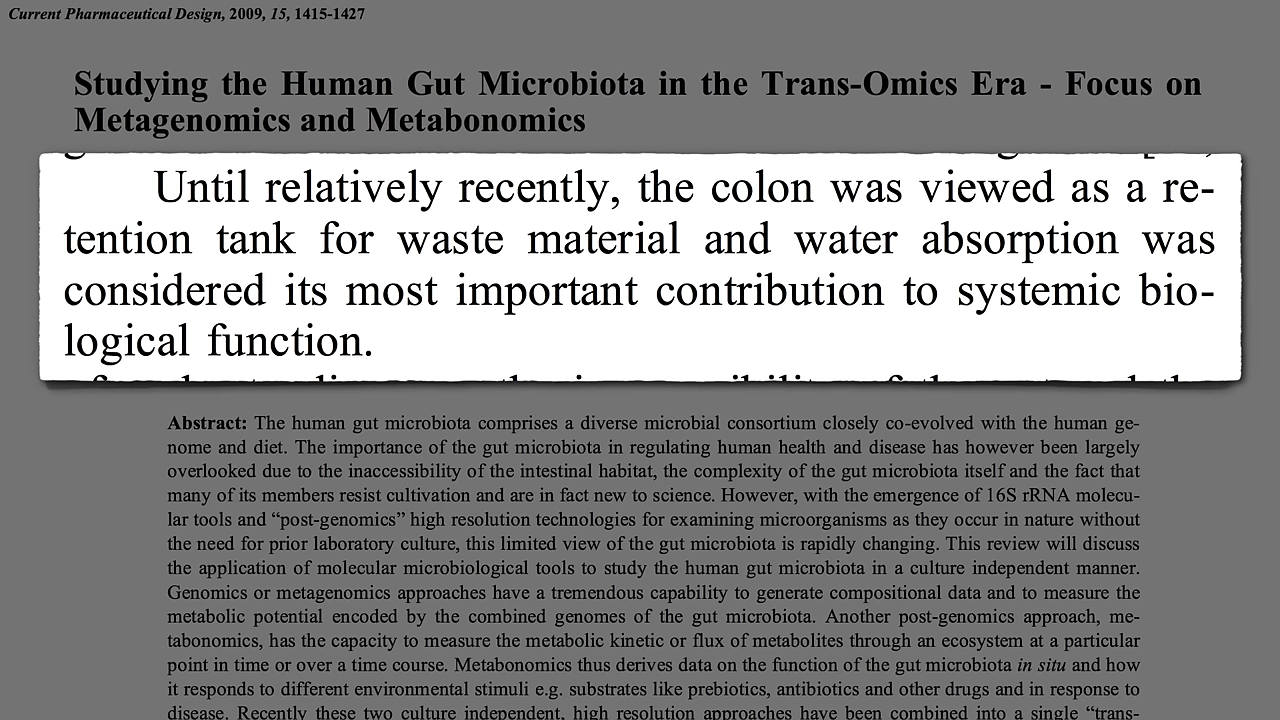 Current Pharmaceutical Design, 2009, 15, 1415-1427
Studying the Human Gut Microbiota in the Trans-Omics Era - Focus on
Metagenomics and Metabonomics
Until relatively recently, the colon was viewed as a re-
tention tank for waste material and water absorption was
considered its most important contribution to systemic bio-
logical function.
Abstract: The human gut microbiota comprises a diverse microbial consortium closely co-evolved with the human ge-
nome and diet. The importance of the gut microbiota in regulating human health and disease has however been largely
overlooked due to the inaccessibility of the intestinal habitat, the complexity of the gut microbiota itself and the fact that
many of its members resist cultivation and are in fact new to science. However, with the emergence of 16S rRNA molecu-
lar tools and “post-genomics” high resolution technologies for examining microorganisms as they occur in nature without
the need for prior laboratory culture, this limited view of the gut microbiota is rapidly changing. This review will discuss
the application of molecular microbiological tools to study the human gut microbiota in a culture independent manner.
Genomics or metagenomics approaches have a tremendous capability to generate compositional data and to measure the
metabolic potential encoded by the combined genomes of the gut microbiota. Another post-genomics approach, me-
tabonomics, has the capacity to measure the metabolic kinetic or flux of metabolites through an ecosystem at a particular
point in time or over a time course. Metabonomics thus derives data on the function of the gut microbiota in situ and how
it responds to different environmental stimuli e.g. substrates like prebiotics, antibiotics and other drugs and in response to
disease. Recently these two culture independent, high resolution approaches have been combined into a single “trans-